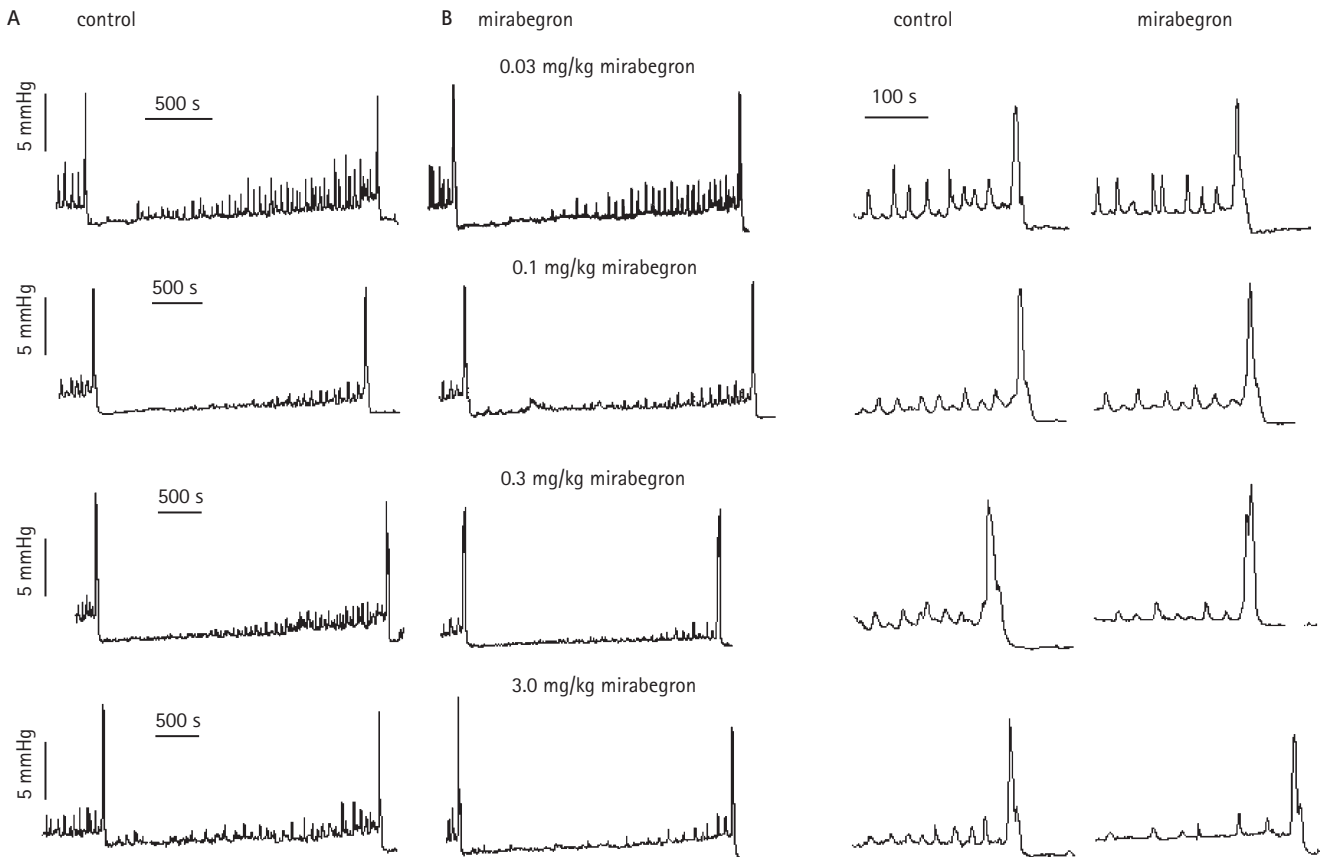 A control B mirabegron control mirabegron
0.03 mg/kg mirabegron
5 mmHg
500 s
100 s
0.1 mg/kg mirabegron
5 mmHg
500 s
0.3 mg/kg mirabegron
5 mmHg
500 s
3.0 mg/kg mirabegron
5 mmHg
500 s